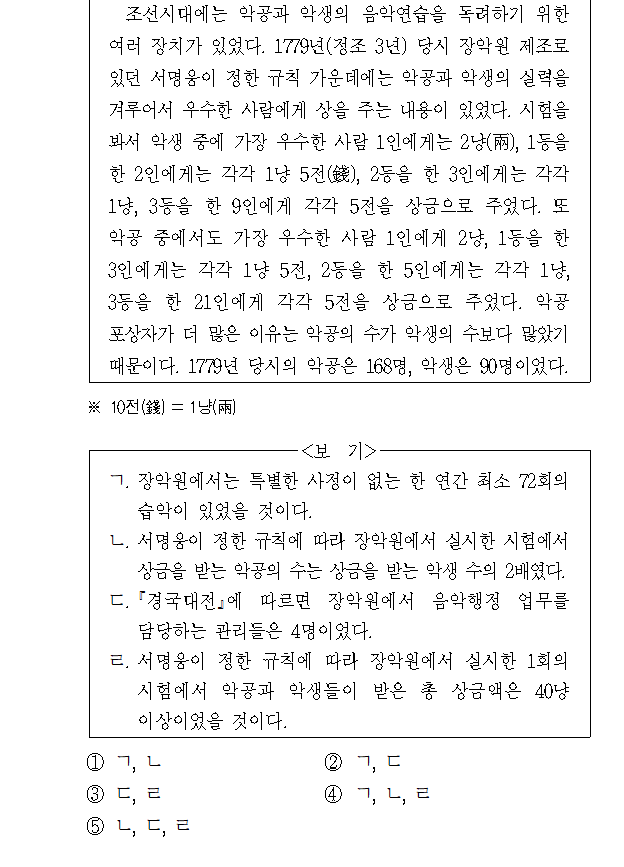 조선시대에는 악공과 악생의 음악연습을 독려하기 위한
여러 장치가 있었다. 1779년(정조 3년) 당시 장악원 제조로
있던 서명응이 정한 규칙 가운데에는 악공과 악생의 실력을
겨루어서 우수한 사람에게 상을 주는 내용이 있었다. 시험을
봐서 악생 중에 가장 우수한 사람 1인에게는 2냥(兩), 1등을
한 2인에게는 각각 1냥 5전(錢), 2등을 한 3인에게는 각각
1냥, 3등을 한 9인에게 각각 5전을 상금으로 주었다. 또
악공 중에서도 가장 우수한 사람 1인에게 2냥, 1등을 한
3인에게는 각각 1냥 5전, 2등을 한 5인에게는 각각 1냥,
3등을 한 21인에게 각각 5전을 상금으로 주었다. 악공
포상자가 더 많은 이유는 악공의 수가 악생의 수보다 많았기
때문이다. 1779년 당시의 악공은 168명, 악생은 90명이었다.
※ 10전(錢) = 1냥(兩)
<보 기>
ㄱ. 장악원에서는 특별한 사정이 없는 한 연간 최소 72회의
습악이 있었을 것이다.
ㄴ. 서명응이 정한 규칙에 따라 장악원에서 실시한 시험에서
상금을 받는 악공의 수는 상금을 받는 악생 수의 2배였다.
ㄷ. 『경국대전』에 따르면 장악원에서 음악행정 업무를
담당하는 관리들은 4명이었다.
ㄹ. 서명응이 정한 규칙에 따라 장악원에서 실시한 1회의
시험에서 악공과 악생들이 받은 총 상금액은 40냥
이상이었을 것이다.
① ㄱ, ㄴ ② ㄱ, ㄷ
③ ㄷ, ㄹ ④ ㄱ, ㄴ, ㄹ
⑤ ㄴ, ㄷ, ㄹ